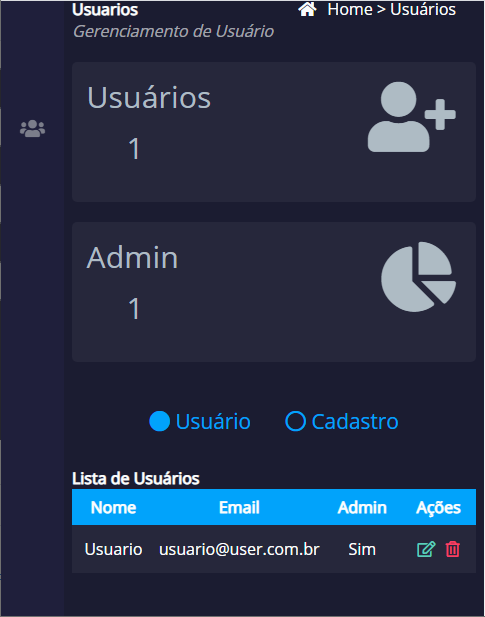 Usuarios
Home > Usuários
Gerenciamento de Usuário
Usuários
1
Admin
1
Usuário Cadastro
Lista de Usuários
Nome Email Admin Ações
Usuario usuario@user.com.br Sim